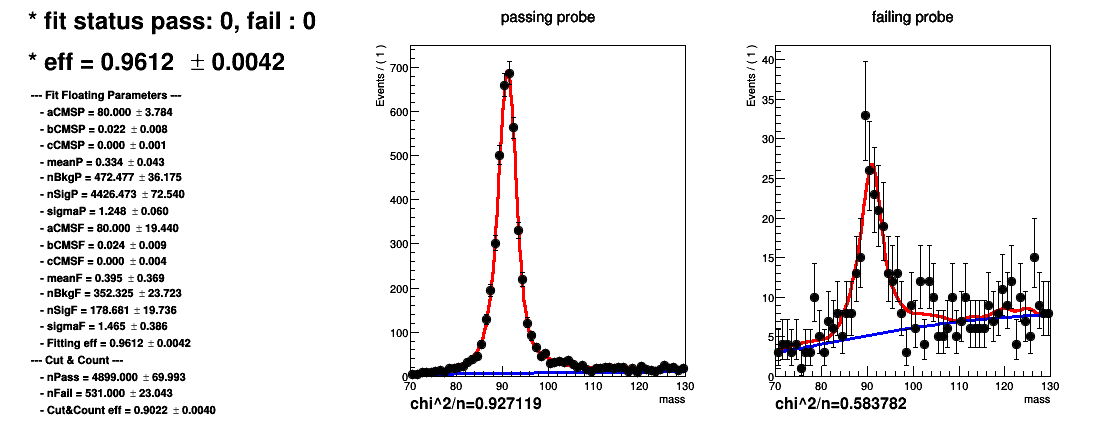 * fit status pass: 0, fail : 0
* eff = 0.9612 ± 0.0042
--- Fit Floating Parameters ---
- aCMSP = 80.000 ± 3.784
- bCMSP = 0.022 ± 0.008
- cCMSP = 0.000 ± 0.001
- meanP = 0.334 ± 0.043
- nBkgP = 472.477 ± 36.175
- nSigP = 4426.473 ± 72.540
- sigmaP = 1.248 ± 0.060
- aCMSF = 80.000 ± 19.440
- bCMSF = 0.024 ± 0.009
- cCMSF = 0.000 ± 0.004
- meanF = 0.395 ± 0.369
- nBkgF = 352.325 ± 23.723
- nSigF = 178.681 ± 19.736
- sigmaF = 1.465 ± 0.386
- Fitting eff = 0.9612 ± 0.0042
--- Cut & Count ---
- nPass = 4899.000 ± 69.993
- nFail = 531.000 ± 23.043
- Cut&Count eff = 0.9022 ± 0.0040
passing probe
Events / ( 1 )
700
600
500
400
300
200
100
0
70 80 90 100 110 120 130
mass
chi^2/n=0.927119
failing probe
Events / ( 1 )
40
35
30
25
20
15
10
5
0
70 80 90 100 110 120 130
mass
chi^2/n=0.583782